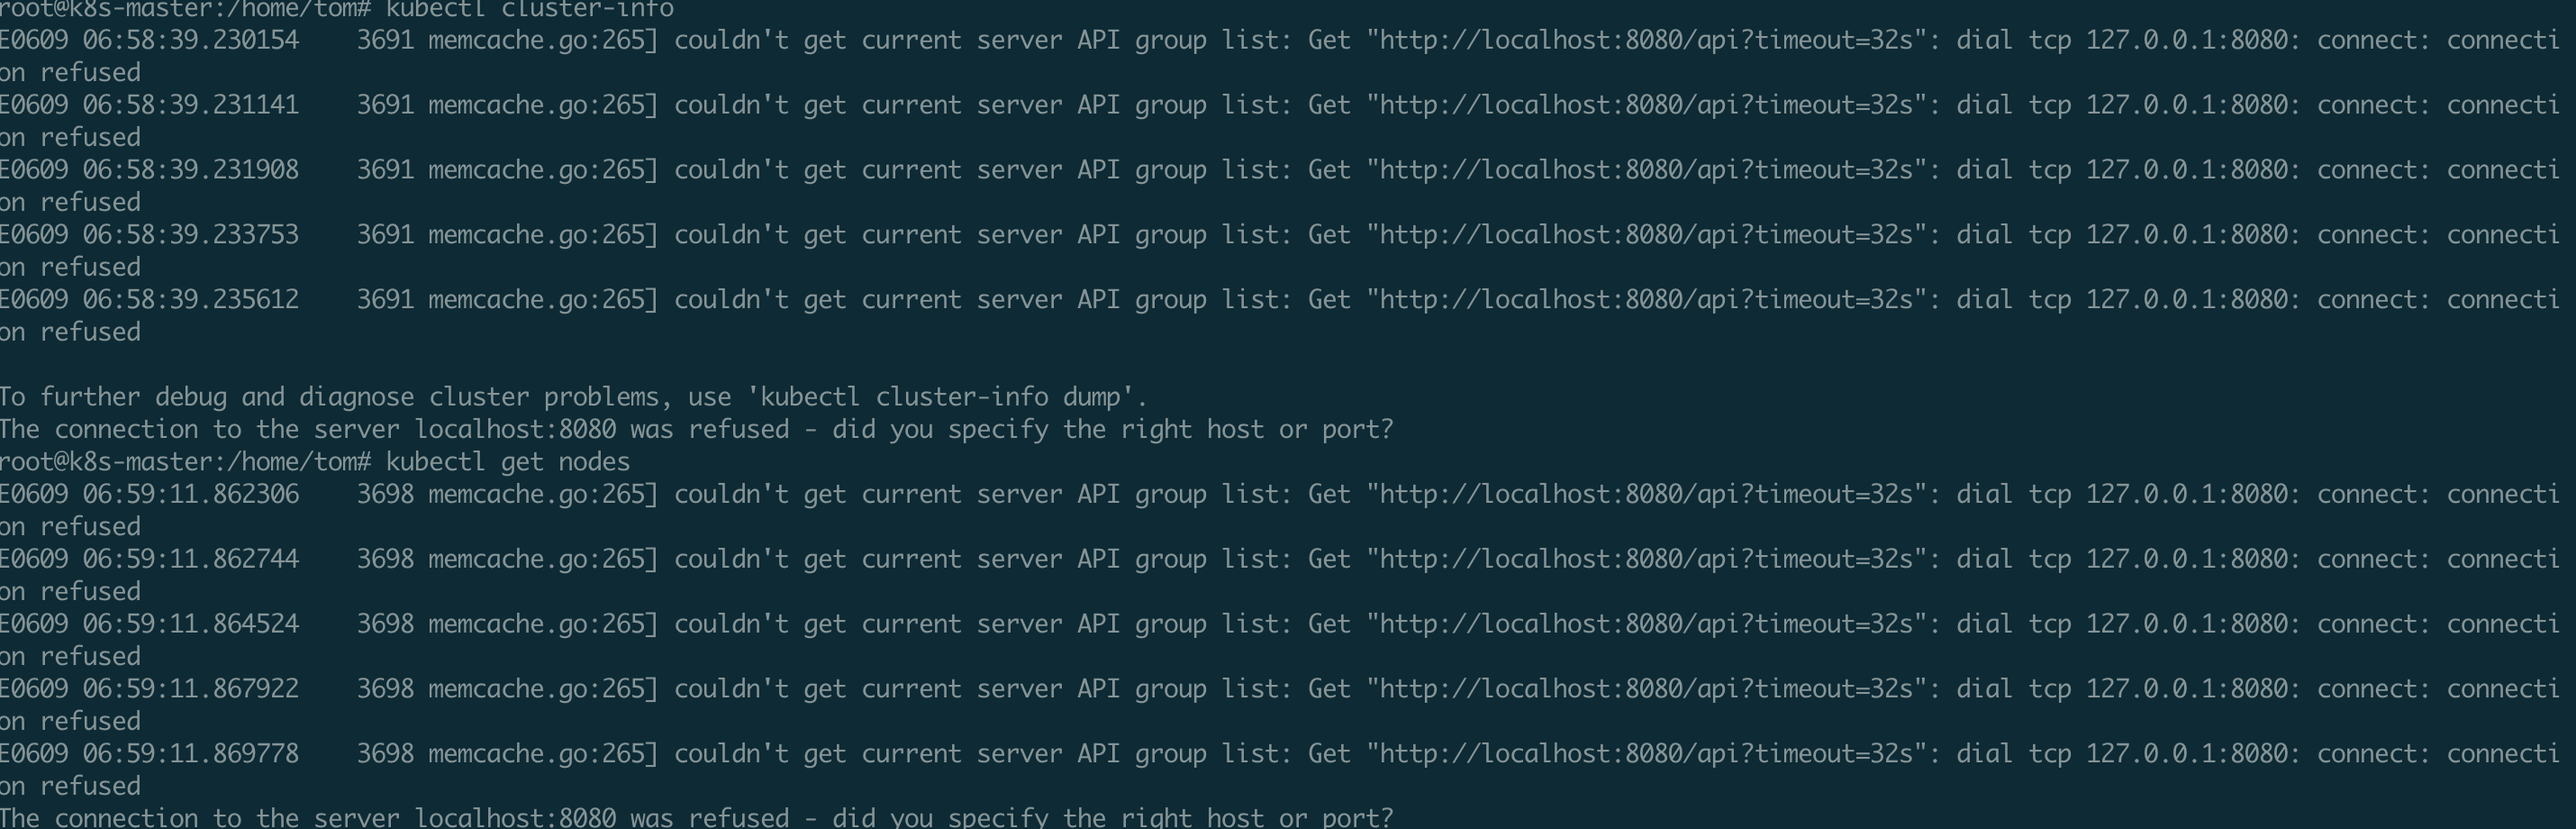 root@k8s-master:/home/tom# kubectl cluster-info
E0609 06:58:39.230154    3691 memcache.go:265] couldn't get current server API group list: Get "http://localhost:8080/api?timeout=32s": dial tcp 127.0.0.1:8080: connect: connecti
on refused
E0609 06:58:39.231141    3691 memcache.go:265] couldn't get current server API group list: Get "http://localhost:8080/api?timeout=32s": dial tcp 127.0.0.1:8080: connect: connecti
on refused
E0609 06:58:39.231908    3691 memcache.go:265] couldn't get current server API group list: Get "http://localhost:8080/api?timeout=32s": dial tcp 127.0.0.1:8080: connect: connecti
on refused
E0609 06:58:39.233753    3691 memcache.go:265] couldn't get current server API group list: Get "http://localhost:8080/api?timeout=32s": dial tcp 127.0.0.1:8080: connect: connecti
on refused
E0609 06:58:39.235612    3691 memcache.go:265] couldn't get current server API group list: Get "http://localhost:8080/api?timeout=32s": dial tcp 127.0.0.1:8080: connect: connecti
on refused

To further debug and diagnose cluster problems, use 'kubectl cluster-info dump'.
The connection to the server localhost:8080 was refused - did you specify the right host or port?
root@k8s-master:/home/tom# kubectl get nodes
E0609 06:59:11.862306    3698 memcache.go:265] couldn't get current server API group list: Get "http://localhost:8080/api?timeout=32s": dial tcp 127.0.0.1:8080: connect: connecti
on refused
E0609 06:59:11.862744    3698 memcache.go:265] couldn't get current server API group list: Get "http://localhost:8080/api?timeout=32s": dial tcp 127.0.0.1:8080: connect: connecti
on refused
E0609 06:59:11.864524    3698 memcache.go:265] couldn't get current server API group list: Get "http://localhost:8080/api?timeout=32s": dial tcp 127.0.0.1:8080: connect: connecti
on refused
E0609 06:59:11.867922    3698 memcache.go:265] couldn't get current server API group list: Get "http://localhost:8080/api?timeout=32s": dial tcp 127.0.0.1:8080: connect: connecti
on refused
E0609 06:59:11.869778    3698 memcache.go:265] couldn't get current server API group list: Get "http://localhost:8080/api?timeout=32s": dial tcp 127.0.0.1:8080: connect: connecti
on refused
The connection to the server localhost:8080 was refused - did you specify the right host or port?